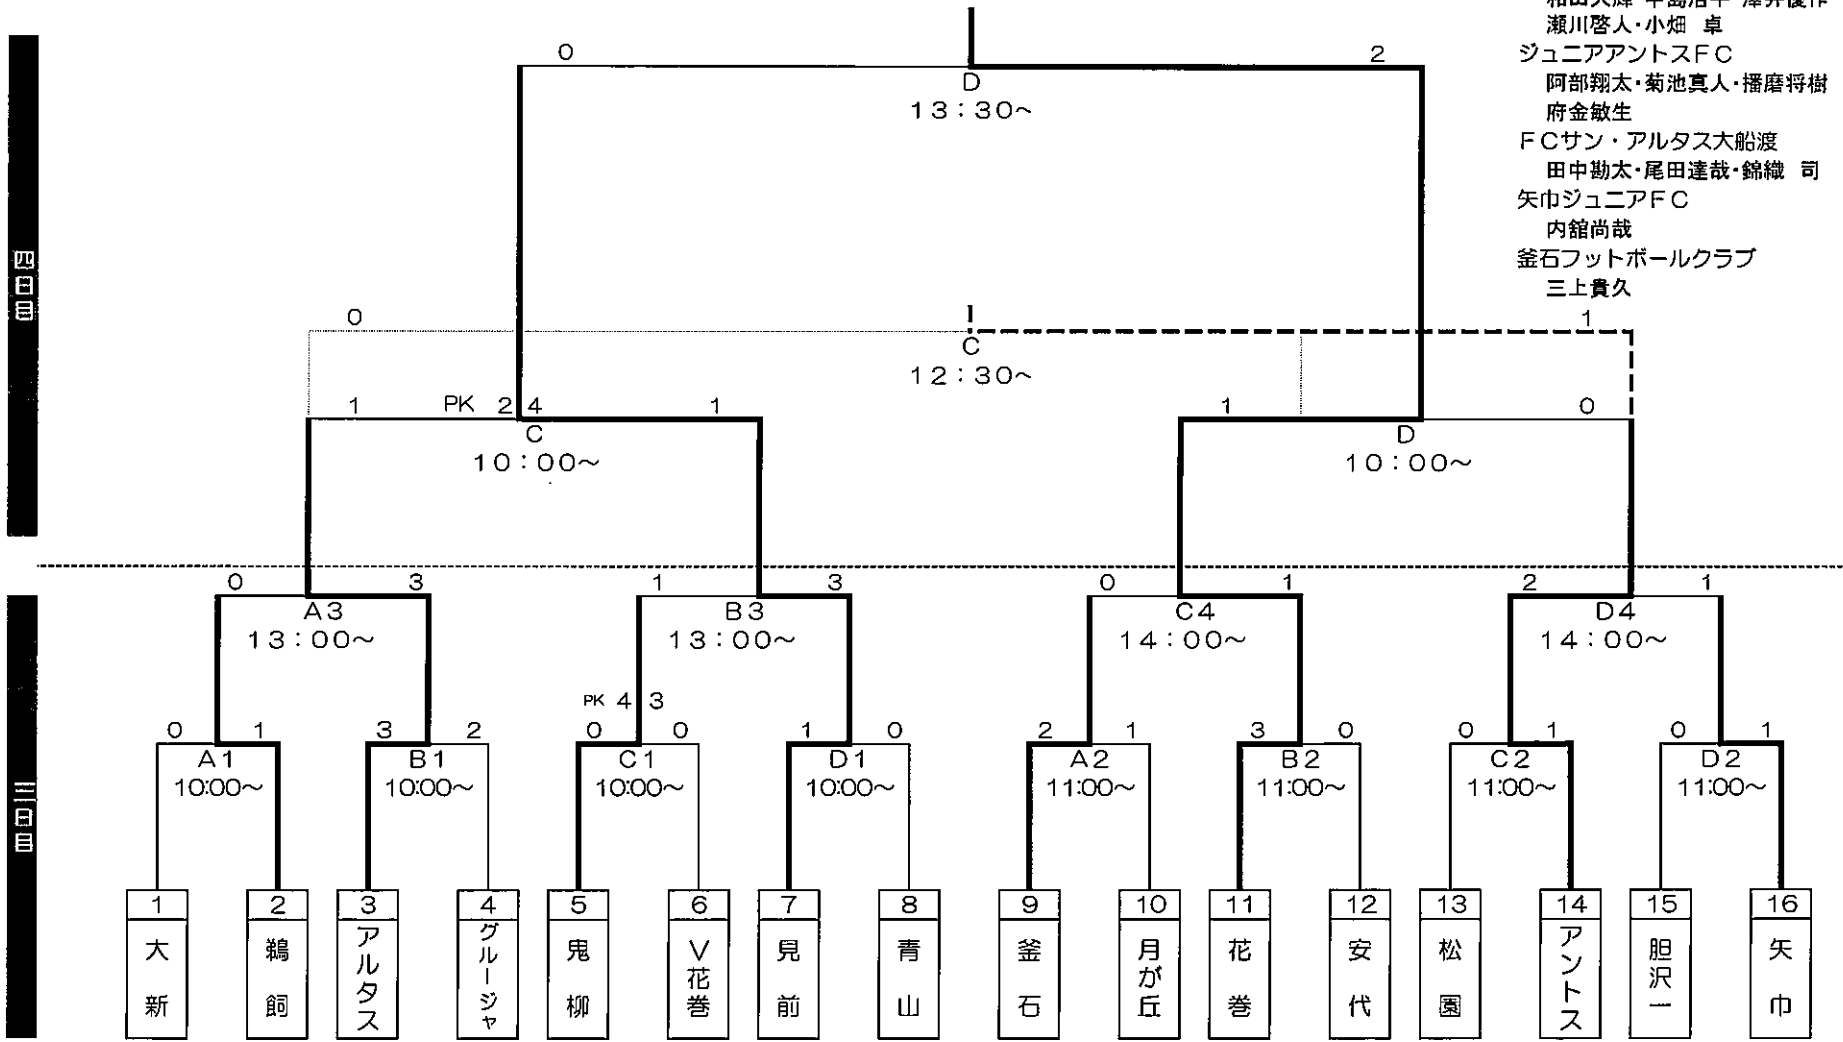 瀬川啓人・小畑 卓
0
2
ジュニアアントスFC
D
阿部翔太・菊池真人・播磨将樹
13：30～
府金敏生
FCサン・アルタス大船渡
田中勘太・尾田達哉・錦織 司
矢巾ジュニアFC
内舘尚哉
釜石フットボールクラブ
三上貴久
四日目
0
1
C
12：30～
1 PK 2 4 1
1 0
C
D
10：00～
10：00～
0 3
1 3
0 1
2 1
A3
B3
C4
D4
13：00～
13：00～
14：00～
14：00～
PK 4 3
0 1
3 2
0 0
1 0
2 1
3 0
0 1
0 1
A1
B1
C1
D1
A2
B2
C2
D2
10:00～
10:00～
10:00～
10:00～
11:00～
11:00～
11:00～
11:00～
三日目
1
2
3
4
5
6
7
8
9
10
11
12
13
14
15
16
大新
鵜飼
アルタス
グルージャ
鬼柳
V花巻
見前
青山
釜石
月が丘
花巻
安代
松園
アントス
胆沢一
矢巾